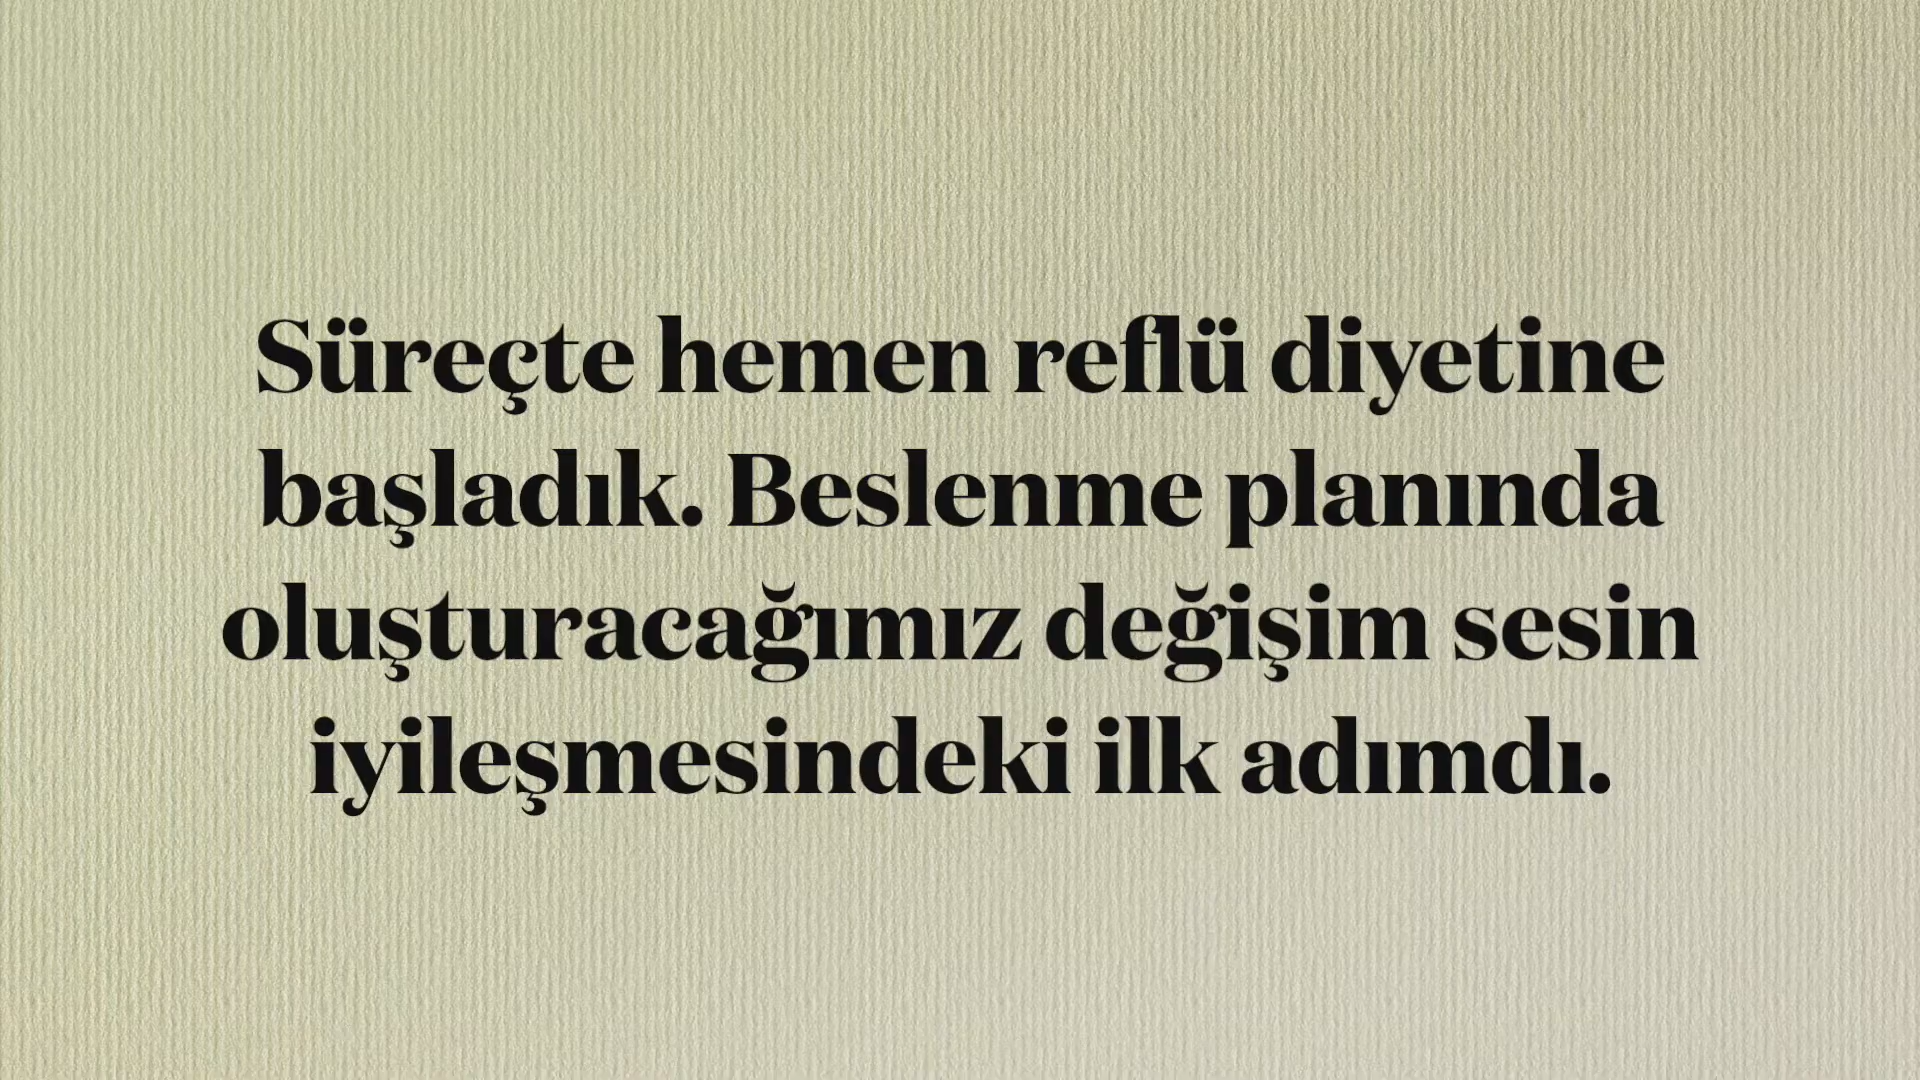 Süreçte hemen reflü diyetine
başladık. Beslenme planında
oluşturacağımız değişim sesin
iyileşmesindeki ilk adımdı.